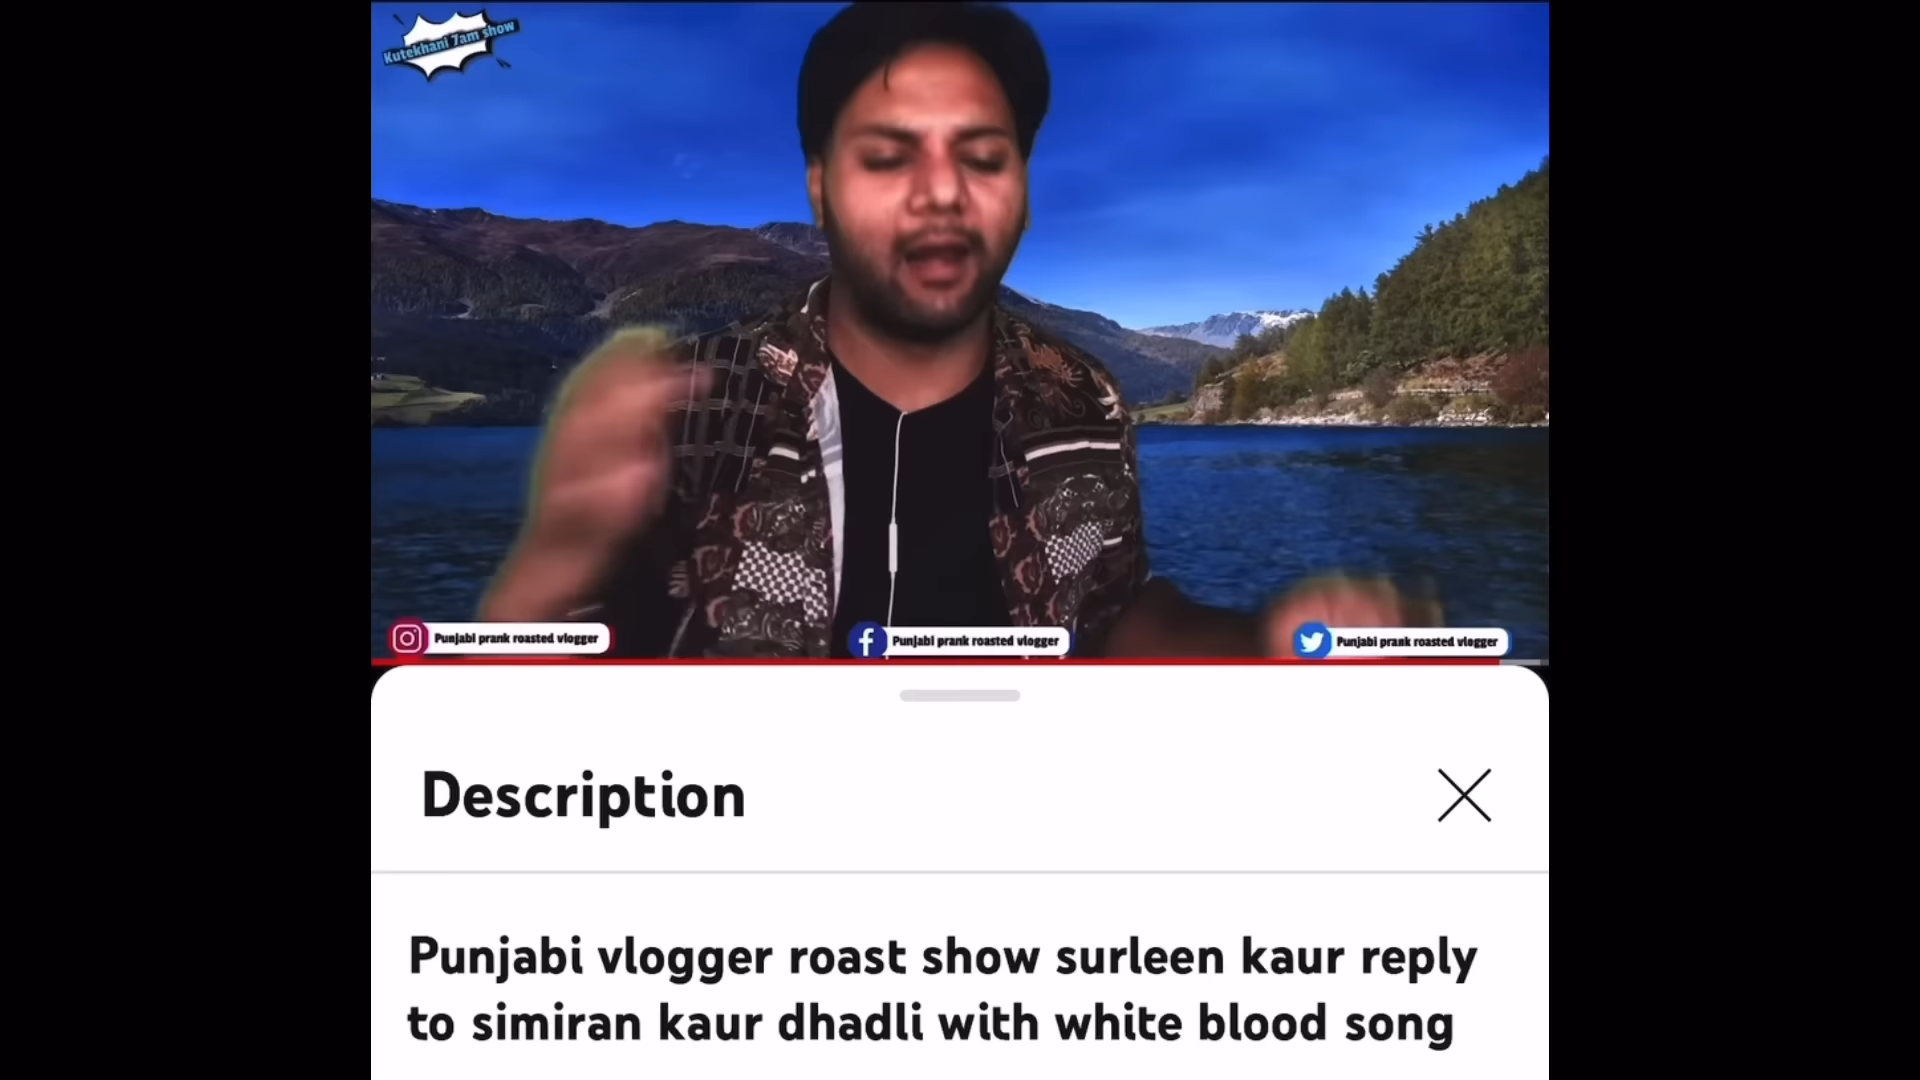 Kutekhani 7am show
Punjabi prank roasted vlogger
Punjabi prank roasted vlogger
Punjabi prank roasted vlogger
Description
Punjabi vlogger roast show surleen kaur reply
to simiran kaur dhadli with white blood song